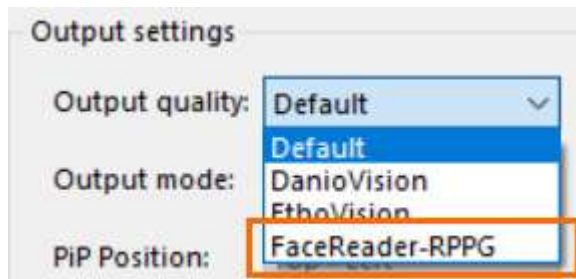 Output settings
Output quality: Default
Default
Output mode: DanioVision
EthoVision
PiP Position: FaceReader-RPPG